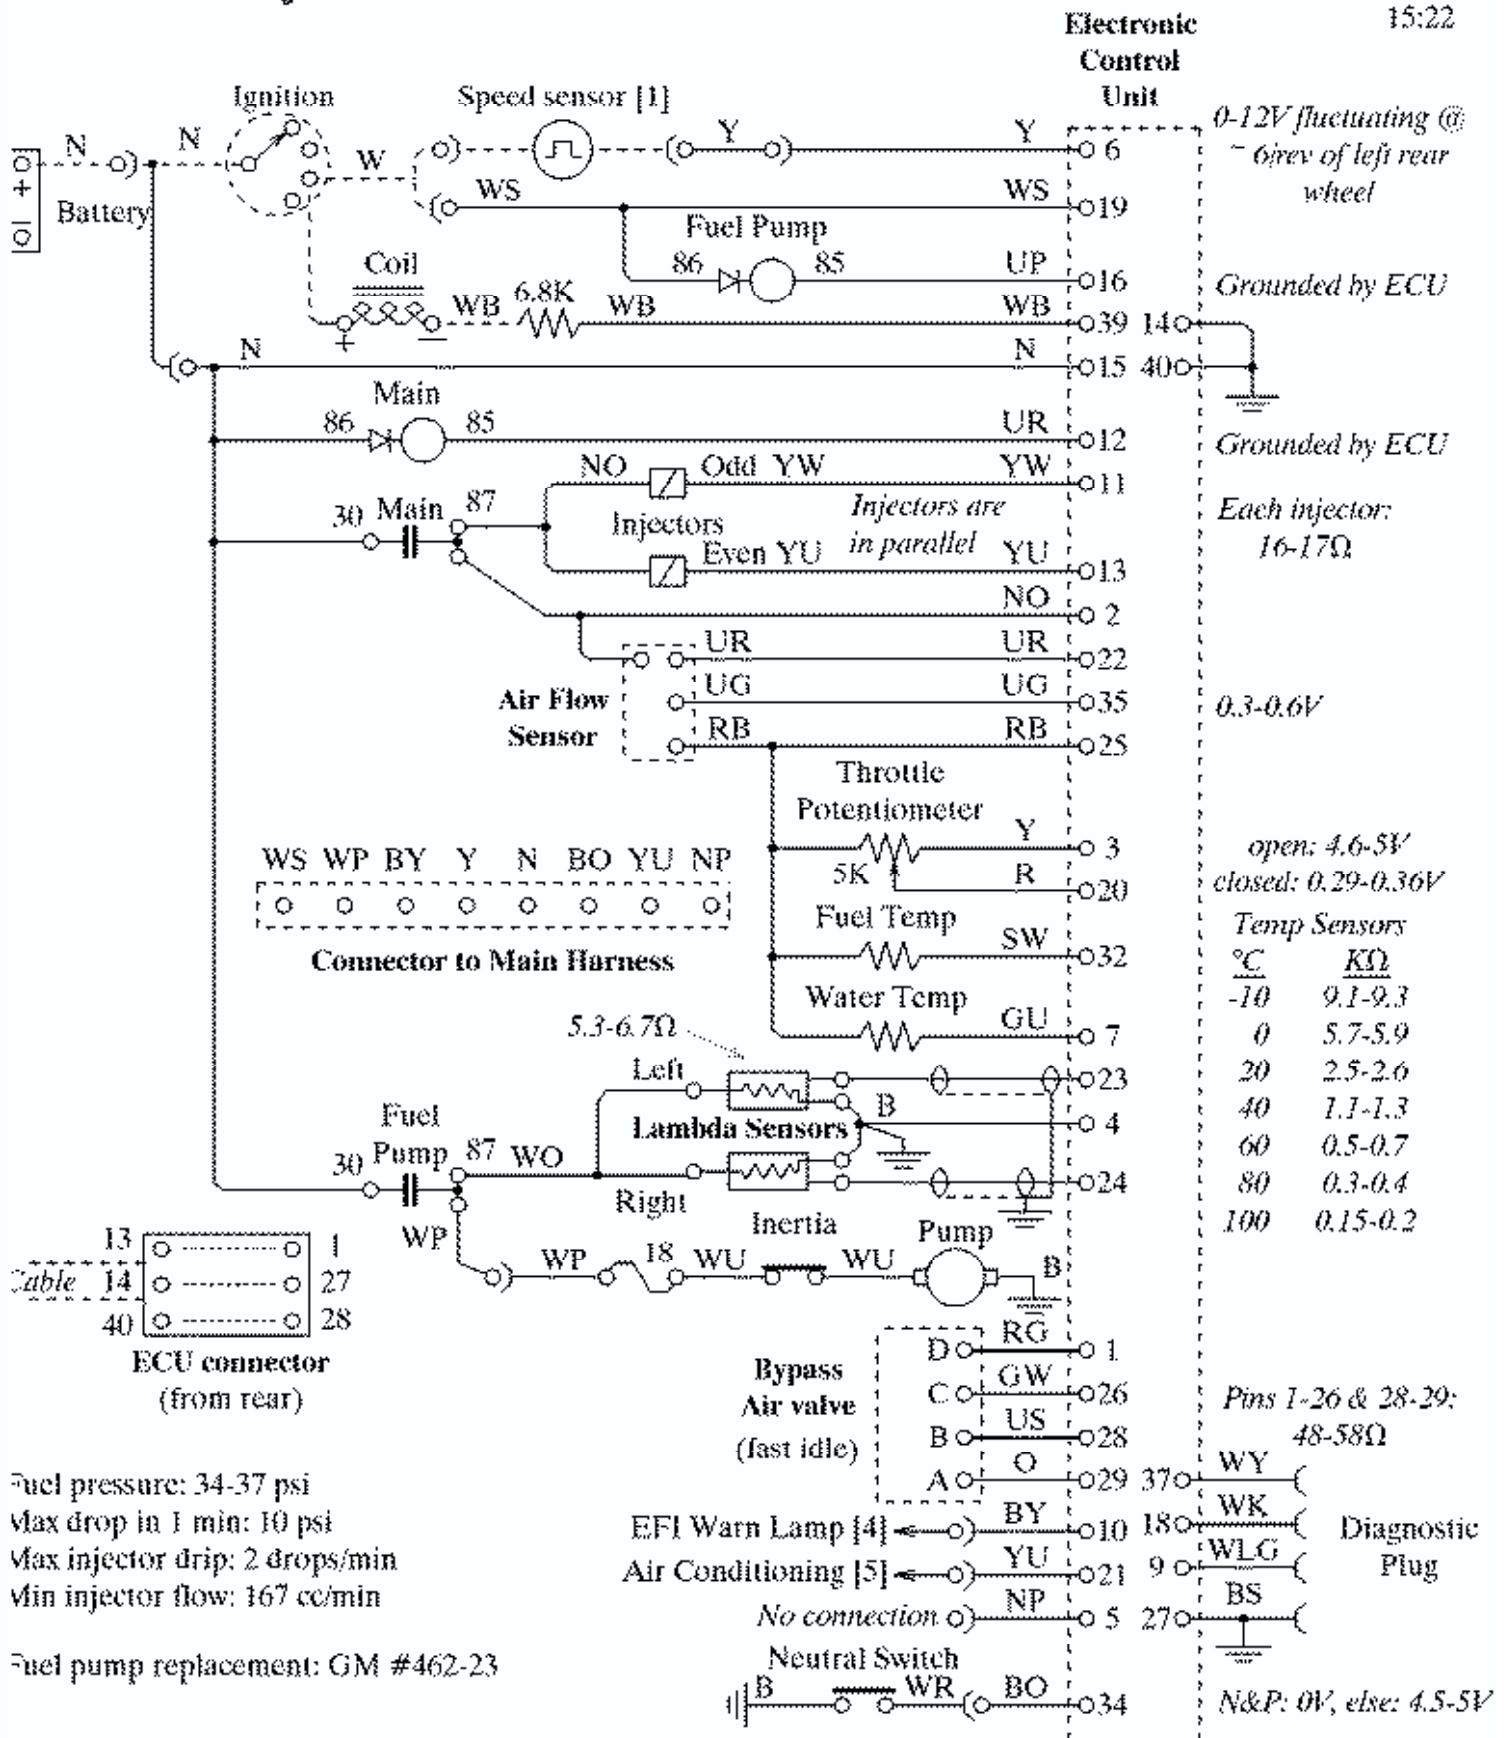 15:22
Electronic
Control
Unit
Ignition
Speed sensor [1]
0-12V fluctuating @
~ 6/rev of left rear
wheel
N N W Y Y 6
+
Battery
WS WS 19
Fuel Pump
86 85 UP 16
Grounded by ECU
Coil
+ − WB 6.8K WB WB 39 14
N N 15 40
Main
86 85 UR 12
Grounded by ECU
NO Odd YW YW 11
30 Main 87
Injectors
Injectors are
in parallel
Each injector:
16-17Ω
Even YU YU 13
NO 2
UR UR 22
Air Flow
Sensor
UG UG 35
0.3-0.6V
RB RB 25
Throttle
Potentiometer
Y 3
5K R 20
open: 4.6-5V
closed: 0.29-0.36V
WS WP BY Y N BO YU NP
Connector to Main Harness
Fuel Temp
SW 32
Water Temp
GU 7
Temp Sensors
°C KΩ
-10 9.1-9.3
0 5.7-5.9
20 2.5-2.6
40 1.1-1.3
60 0.5-0.7
80 0.3-0.4
100 0.15-0.2
5.3-6.7Ω
Left 23
B 4
Lambda Sensors
Fuel
Pump
30 87 WO
Right 24
WP WP 18 WU
Inertia
WU
Pump
B
13 1
Cable 14 27
40 28
ECU connector
(from rear)
Bypass
Air valve
(fast idle)
D RG 1
C GW 26
B US 28
A O 29 37 WY
Pins 1-26 & 28-29:
48-58Ω
EFI Warn Lamp [4] BY 10 18 WK
Air Conditioning [5] YU 21 9 WLG
Diagnostic
Plug
No connection NP 5 27 BS
Neutral Switch
B WR BO 34
N&P: 0V, else: 4.5-5V
Fuel pressure: 34-37 psi
Max drop in 1 min: 10 psi
Max injector drip: 2 drops/min
Min injector flow: 167 cc/min
Fuel pump replacement: GM #462-23